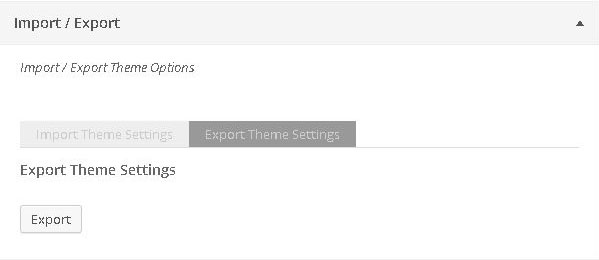 Import / Export
Import / Export Theme Options
Import Theme Settings Export Theme Settings
Export Theme Settings
Export